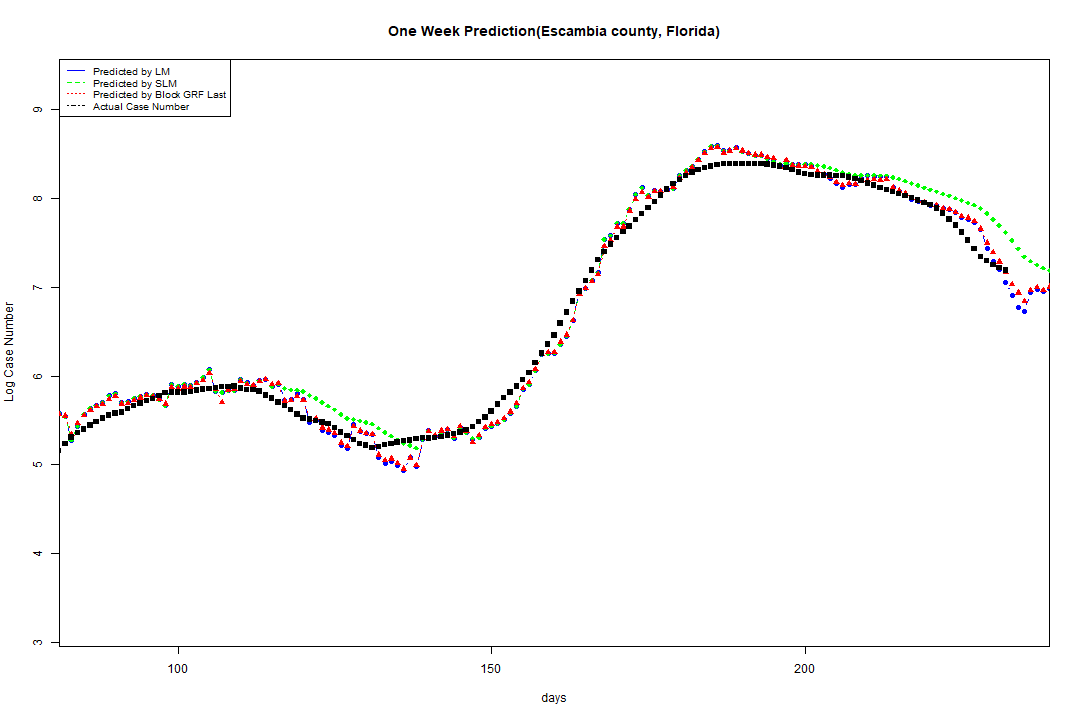 One Week Prediction(Escambia county, Florida)
Predicted by LM
Predicted by SLM
Predicted by Block GRF Last
Actual Case Number
9
8
7
6
5
4
3
Log Case Number
100
150
200
days